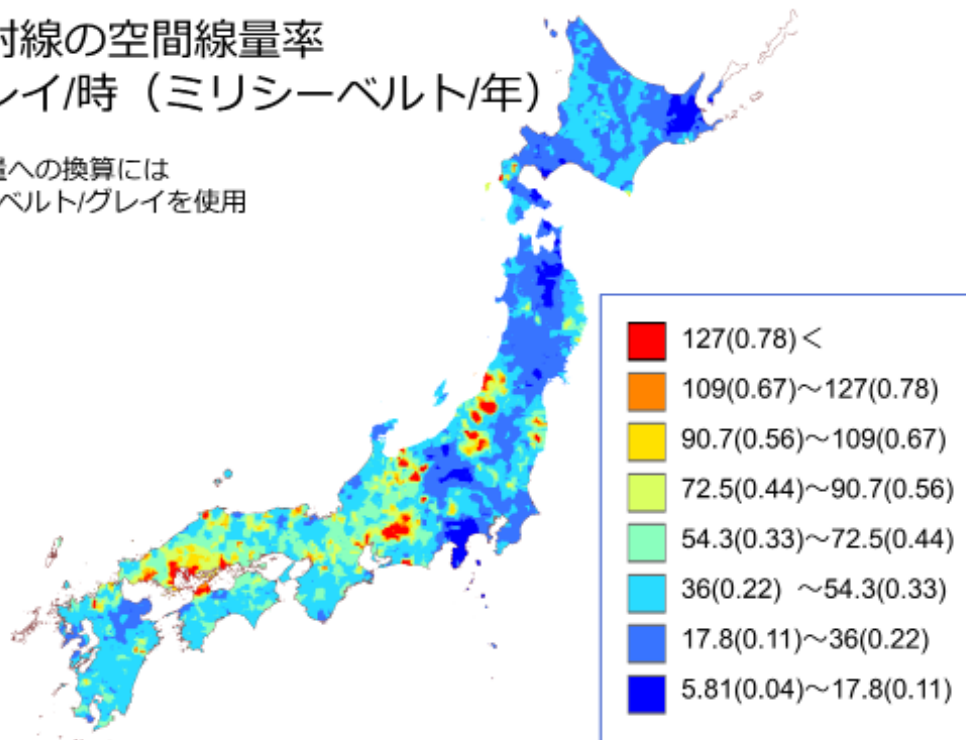 射線の空間線量率
レイ/時（ミリシーベルト/年）
量への換算には
ベルト/グレイを使用
127(0.78)＜
109(0.67)～127(0.78)
90.7(0.56)～109(0.67)
72.5(0.44)～90.7(0.56)
54.3(0.33)～72.5(0.44)
36(0.22) ～54.3(0.33)
17.8(0.11)～36(0.22)
5.81(0.04)～17.8(0.11)